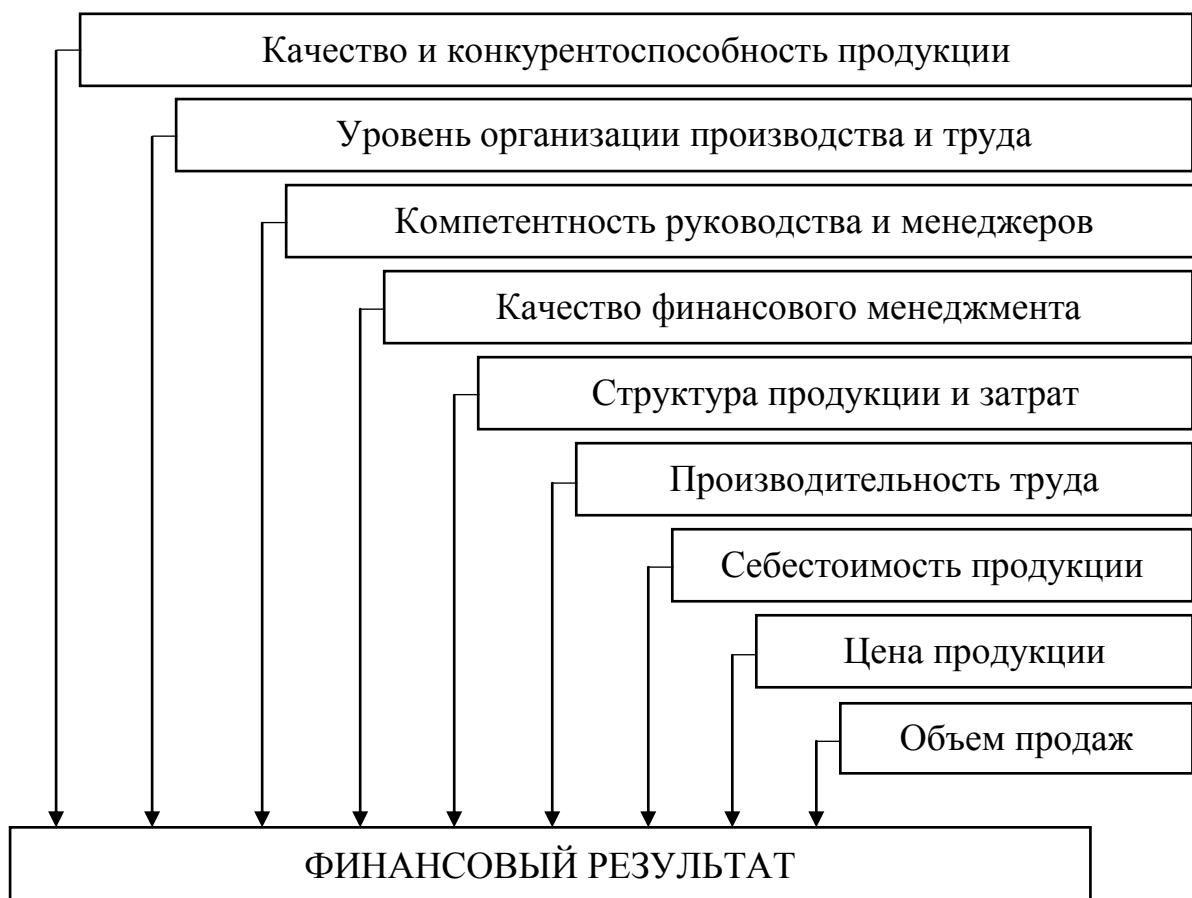 Качество и конкурентоспособность продукции
Уровень организации производства и труда
Компетентность руководства и менеджеров
Качество финансового менеджмента
Структура продукции и затрат
Производительность труда
Себестоимость продукции
Цена продукции
Объем продаж
ФИНАНСОВЫЙ РЕЗУЛЬТАТ